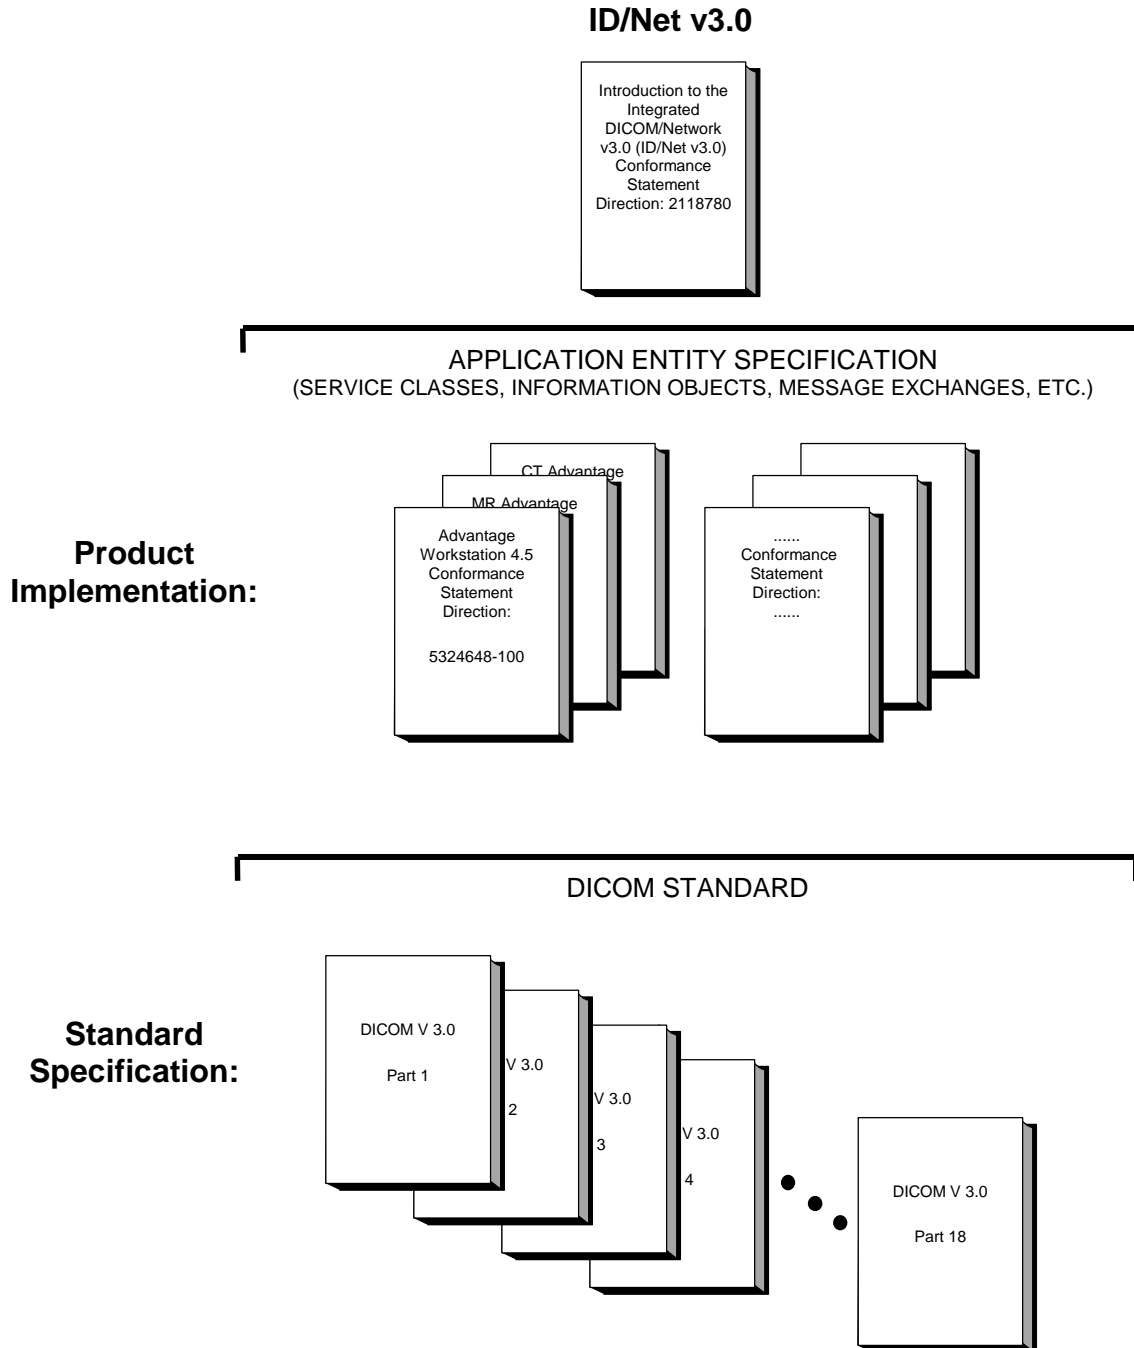 ID/Net v3.0
Introduction to the
Integrated
DICOM/Network
v3.0 (ID/Net v3.0)
Conformance
Statement
Direction: 2118780
APPLICATION ENTITY SPECIFICATION
(SERVICE CLASSES, INFORMATION OBJECTS, MESSAGE EXCHANGES, ETC.)
Product
Implementation:
CT Advantage
MR Advantage
Advantage
Workstation 4.5
Conformance
Statement
Direction:
5324648-100
......
Conformance
Statement
Direction:
......
DICOM STANDARD
Standard
Specification:
DICOM V 3.0
Part 1
V 3.0
2
V 3.0
3
V 3.0
4
DICOM V 3.0
Part 18